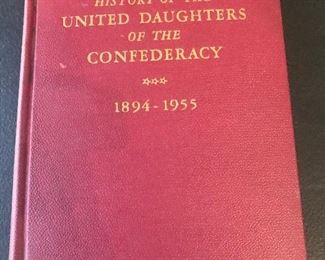 HISTORY OF THE
UNITED DAUGHTERS
OF THE
CONFEDERACY
1894-1955